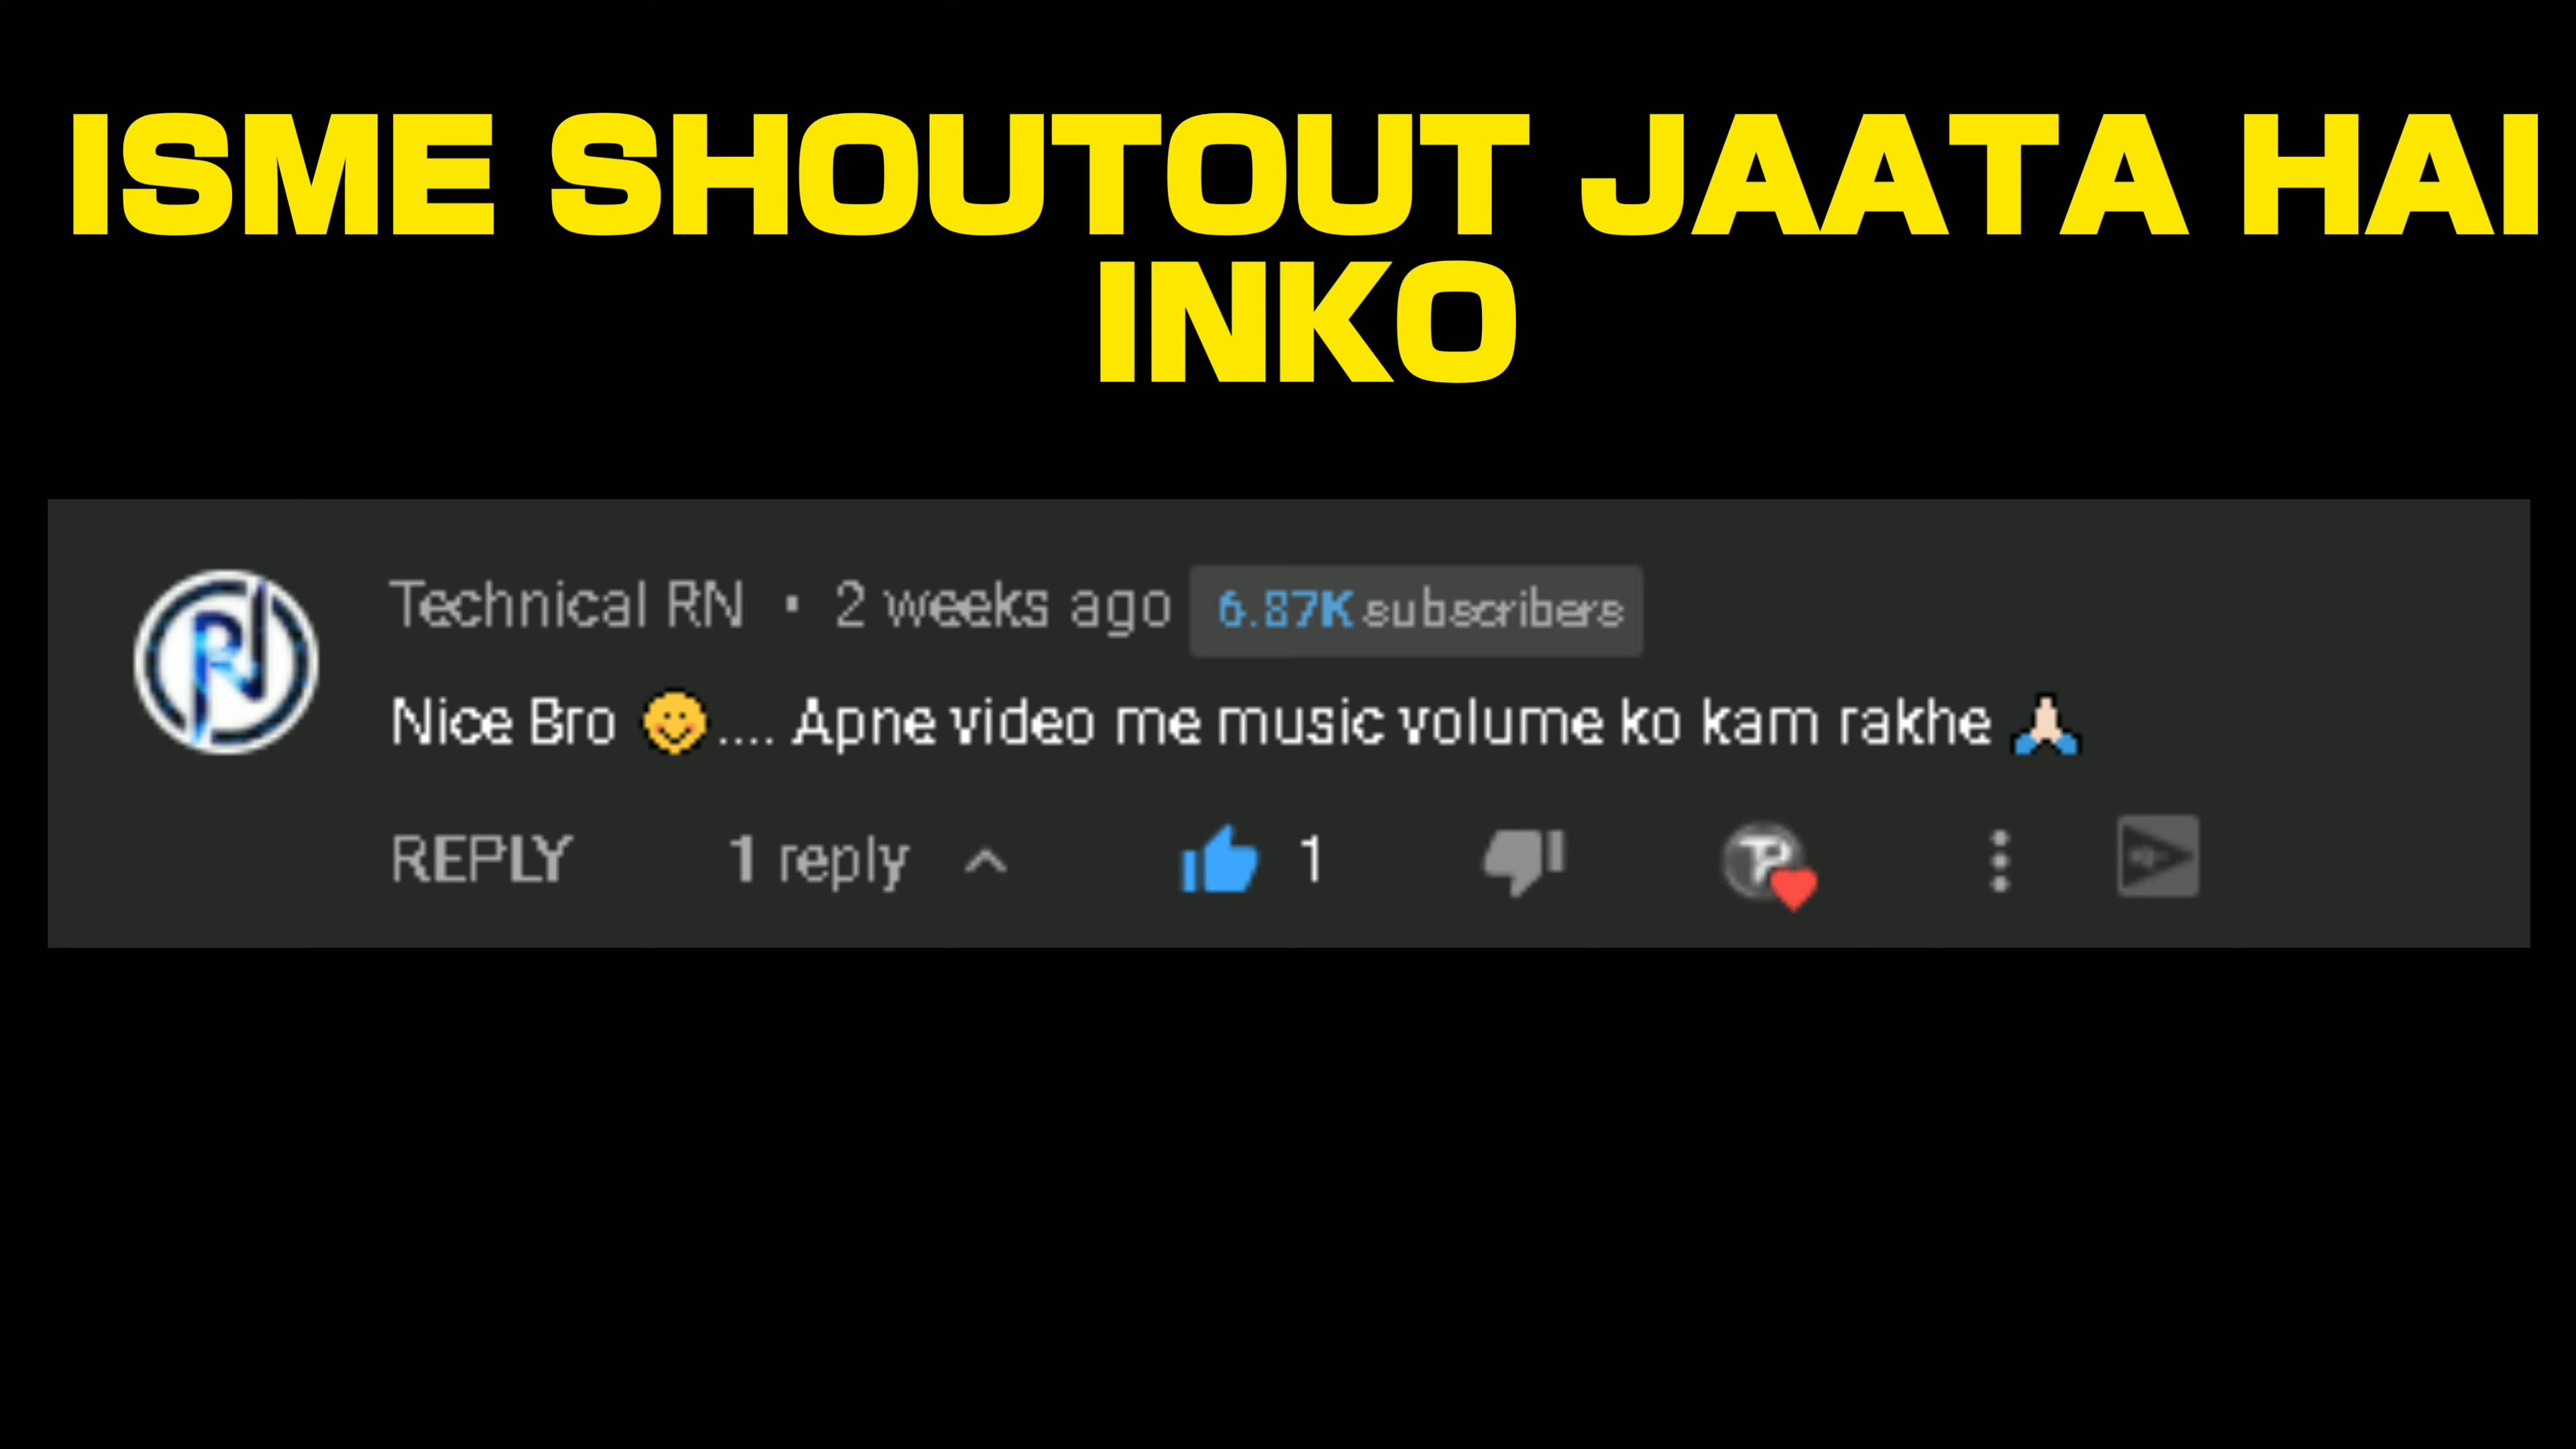 ISME SHOUTOUT JAATA HAI
INKO
Technical RN · 2 weeks ago 6.87K subscribers
Nice Bro 😊.... Apne video me music volume ko kam rakhe 🙏🏻
REPLY 1 reply 1